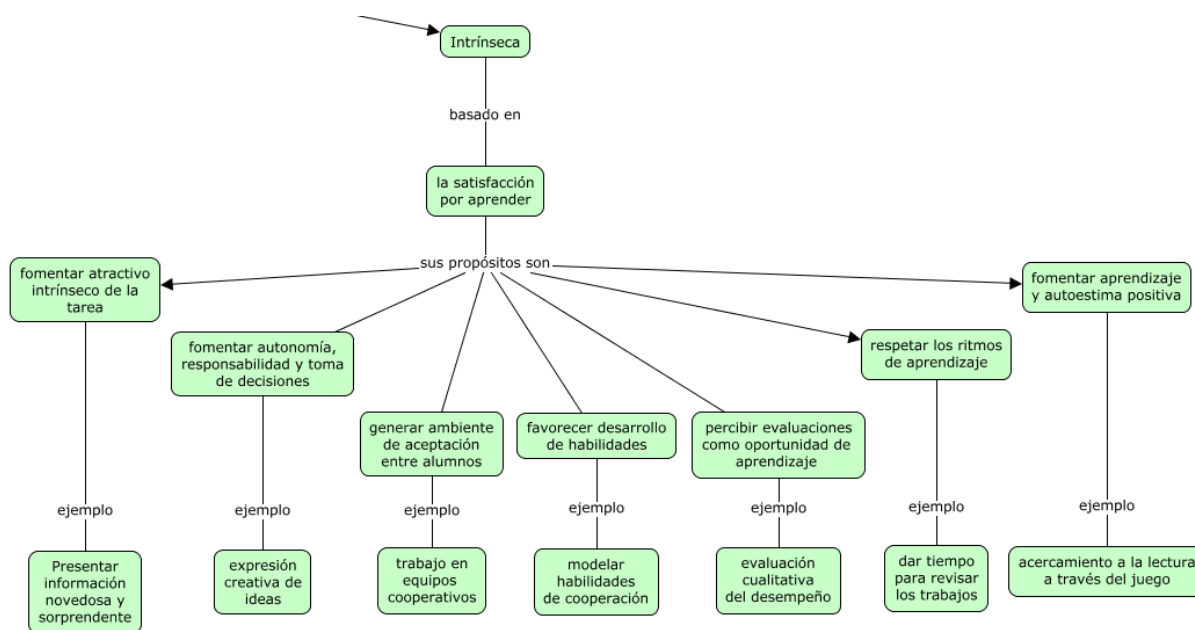 Intrínseca
basado en
la satisfacción
por aprender
sus propósitos son
fomentar atractivo
intrínseco de la
tarea
fomentar autonomía,
responsabilidad y toma
de decisiones
generar ambiente
de aceptación
entre alumnos
favorecer desarrollo
de habilidades
percibir evaluaciones
como oportunidad de
aprendizaje
respetar los ritmos
de aprendizaje
fomentar aprendizaje
y autoestima positiva
ejemplo
ejemplo
ejemplo
ejemplo
ejemplo
ejemplo
ejemplo
Presentar
información
novedosa y
sorprendente
expresión
creativa de
ideas
trabajo en
equipos
cooperativos
modelar
habilidades
de cooperación
evaluación
cualitativa
del desempeño
dar tiempo
para revisar
los trabajos
acercamiento a la lectura
a través del juego